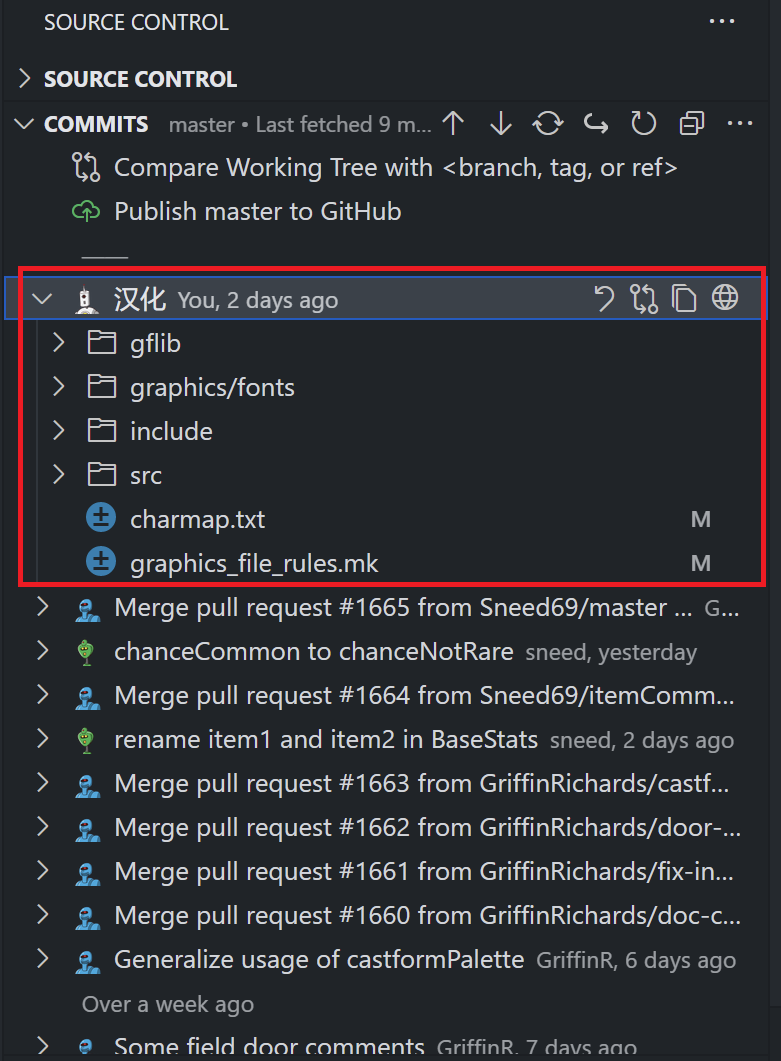 SOURCE CONTROL
SOURCE CONTROL
COMMITS master • Last fetched 9 m...
Compare Working Tree with <branch, tag, or ref>
Publish master to GitHub
汉化 You, 2 days ago
gflib
graphics/fonts
include
src
charmap.txt M
graphics_file_rules.mk M
Merge pull request #1665 from Sneed69/master ... G...
chanceCommon to chanceNotRare sneed, yesterday
Merge pull request #1664 from Sneed69/itemComm...
rename item1 and item2 in BaseStats sneed, 2 days ago
Merge pull request #1663 from GriffinRichards/castf...
Merge pull request #1662 from GriffinRichards/door-...
Merge pull request #1661 from GriffinRichards/fix-in...
Merge pull request #1660 from GriffinRichards/doc-c...
Generalize usage of castformPalette GriffinR, 6 days ago
Over a week ago
Some field door comments GriffinR, 7 days ago